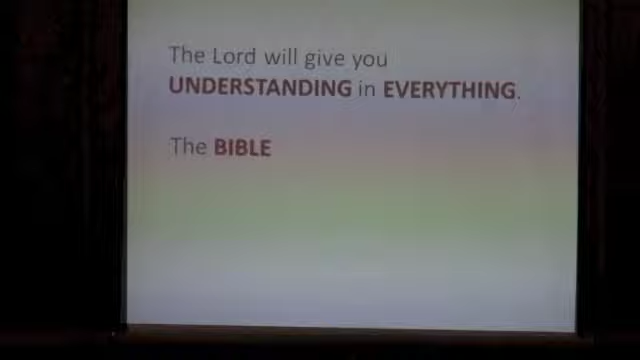 The Lord will give you
UNDERSTANDING in EVERYTHING.
The BIBLE